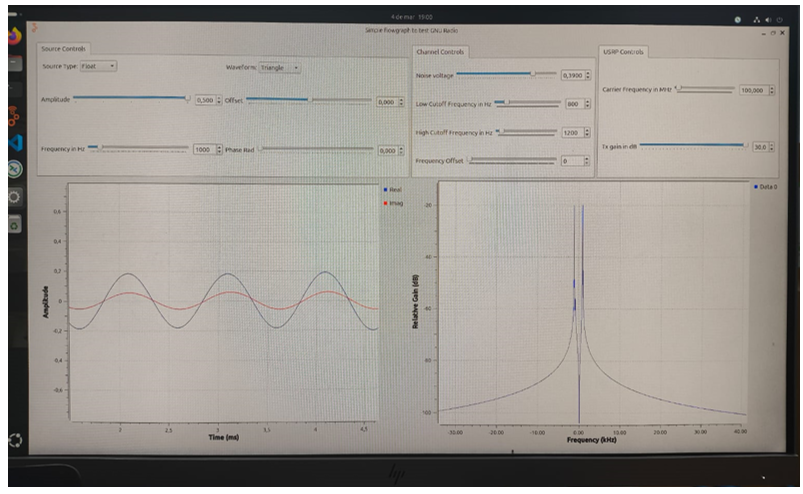 4 de mar 19:00
Simple flowgraph to test GNU Radio
Source Controls
Source Type: Float
Waveform: Triangle
Amplitude 0,500 Offset 0,000
Frequency in Hz 1000 Phase Rad 0,000
Channel Controls
Noise voltage 0,3900
Low Cutoff Frequency in Hz 800
High Cutoff Frequency in Hz 1200
Frequency Offset 0
USRP Controls
Carrier Frequency in MHz 100,000
Tx gain in dB 30,0
Real
Imag
0,6
0,4
0,2
0
-0,2
-0,4
-0,6
Amplitude
2 2,5 3 3,5 4 4,5
Time (ms)
Data 0
-20
-40
-60
-80
-100
Relative Gain (dB)
-30.00 -20.00 -10.00 0.00 10.00 20.00 30.00 40.00
Frequency (kHz)
hp